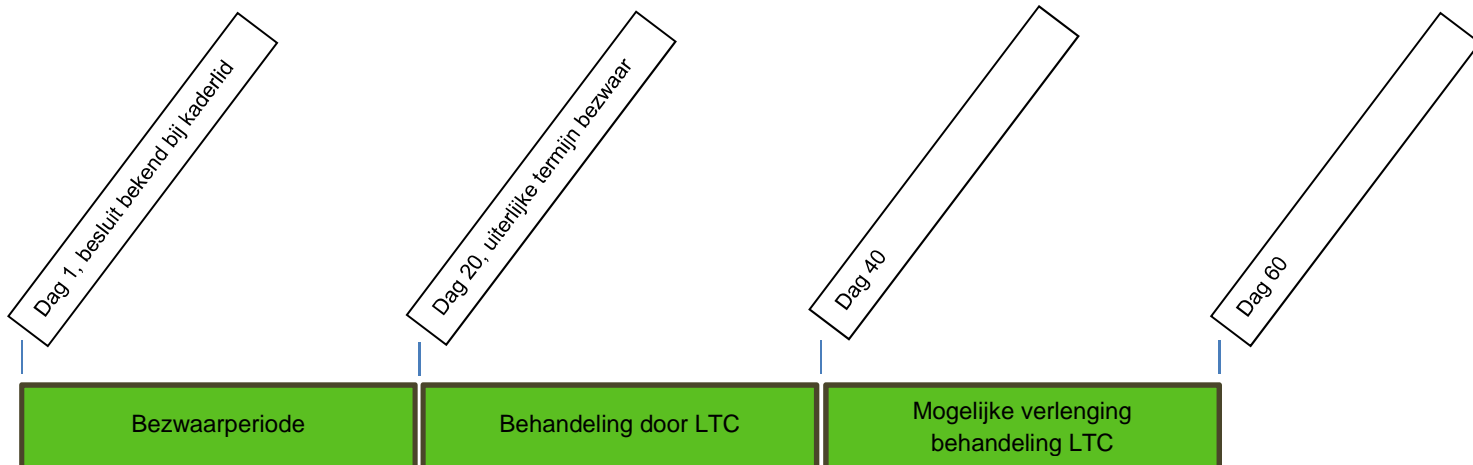 Dag 1, besluit bekend bij kaderlid
Dag 20, uiterlijke termijn bezwaar
Dag 40
Dag 60
Bezwaarperiode
Behandeling door LTC
Mogelijke verlenging
behandeling LTC